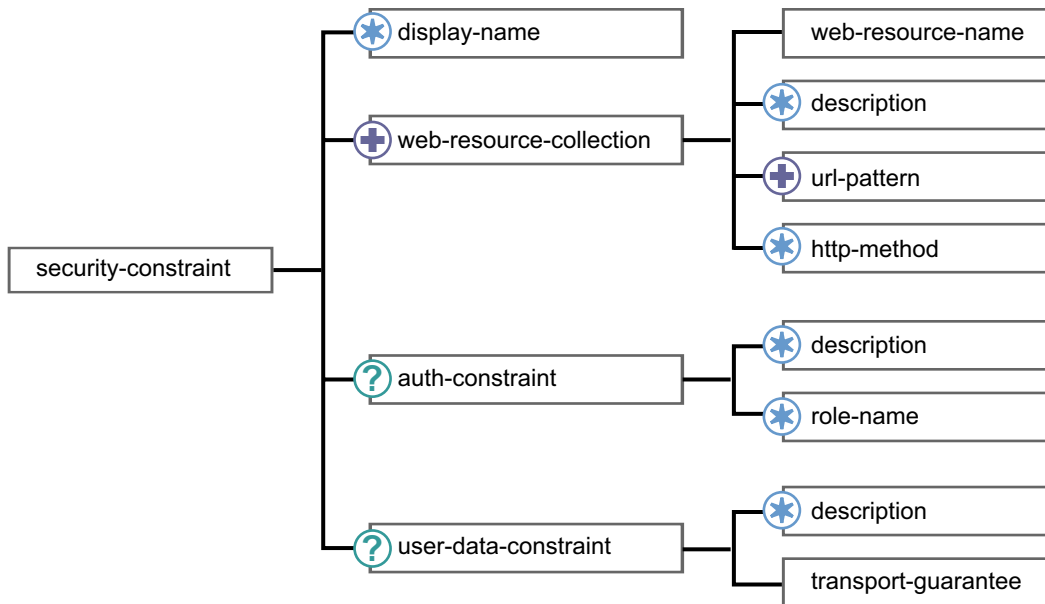 security-constraint
display-name
web-resource-collection
web-resource-name
description
url-pattern
http-method
? auth-constraint
description
role-name
? user-data-constraint
description
transport-guarantee